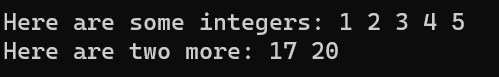 Here are some integers: 1 2 3 4 5
Here are two more: 17 20